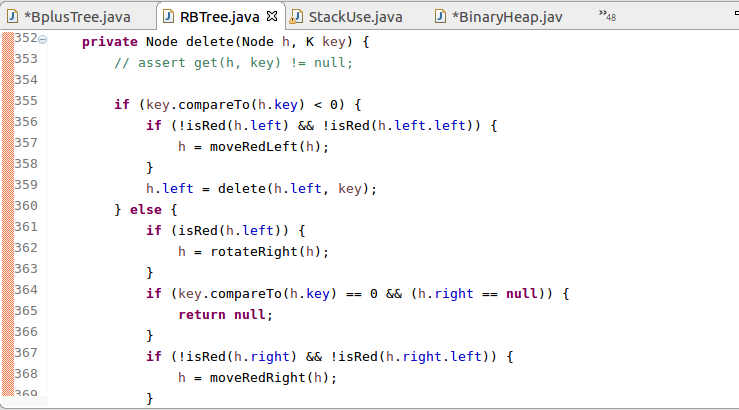 *BplusTree.java RBTree.java StackUse.java *BinaryHeap.jav »48
352 private Node delete(Node h, K key) {
353 // assert get(h, key) != null;
354
355 if (key.compareTo(h.key) < 0) {
356 if (!isRed(h.left) && !isRed(h.left.left)) {
357 h = moveRedLeft(h);
358 }
359 h.left = delete(h.left, key);
360 } else {
361 if (isRed(h.left)) {
362 h = rotateRight(h);
363 }
364 if (key.compareTo(h.key) == 0 && (h.right == null)) {
365 return null;
366 }
367 if (!isRed(h.right) && !isRed(h.right.left)) {
368 h = moveRedRight(h);
369 }